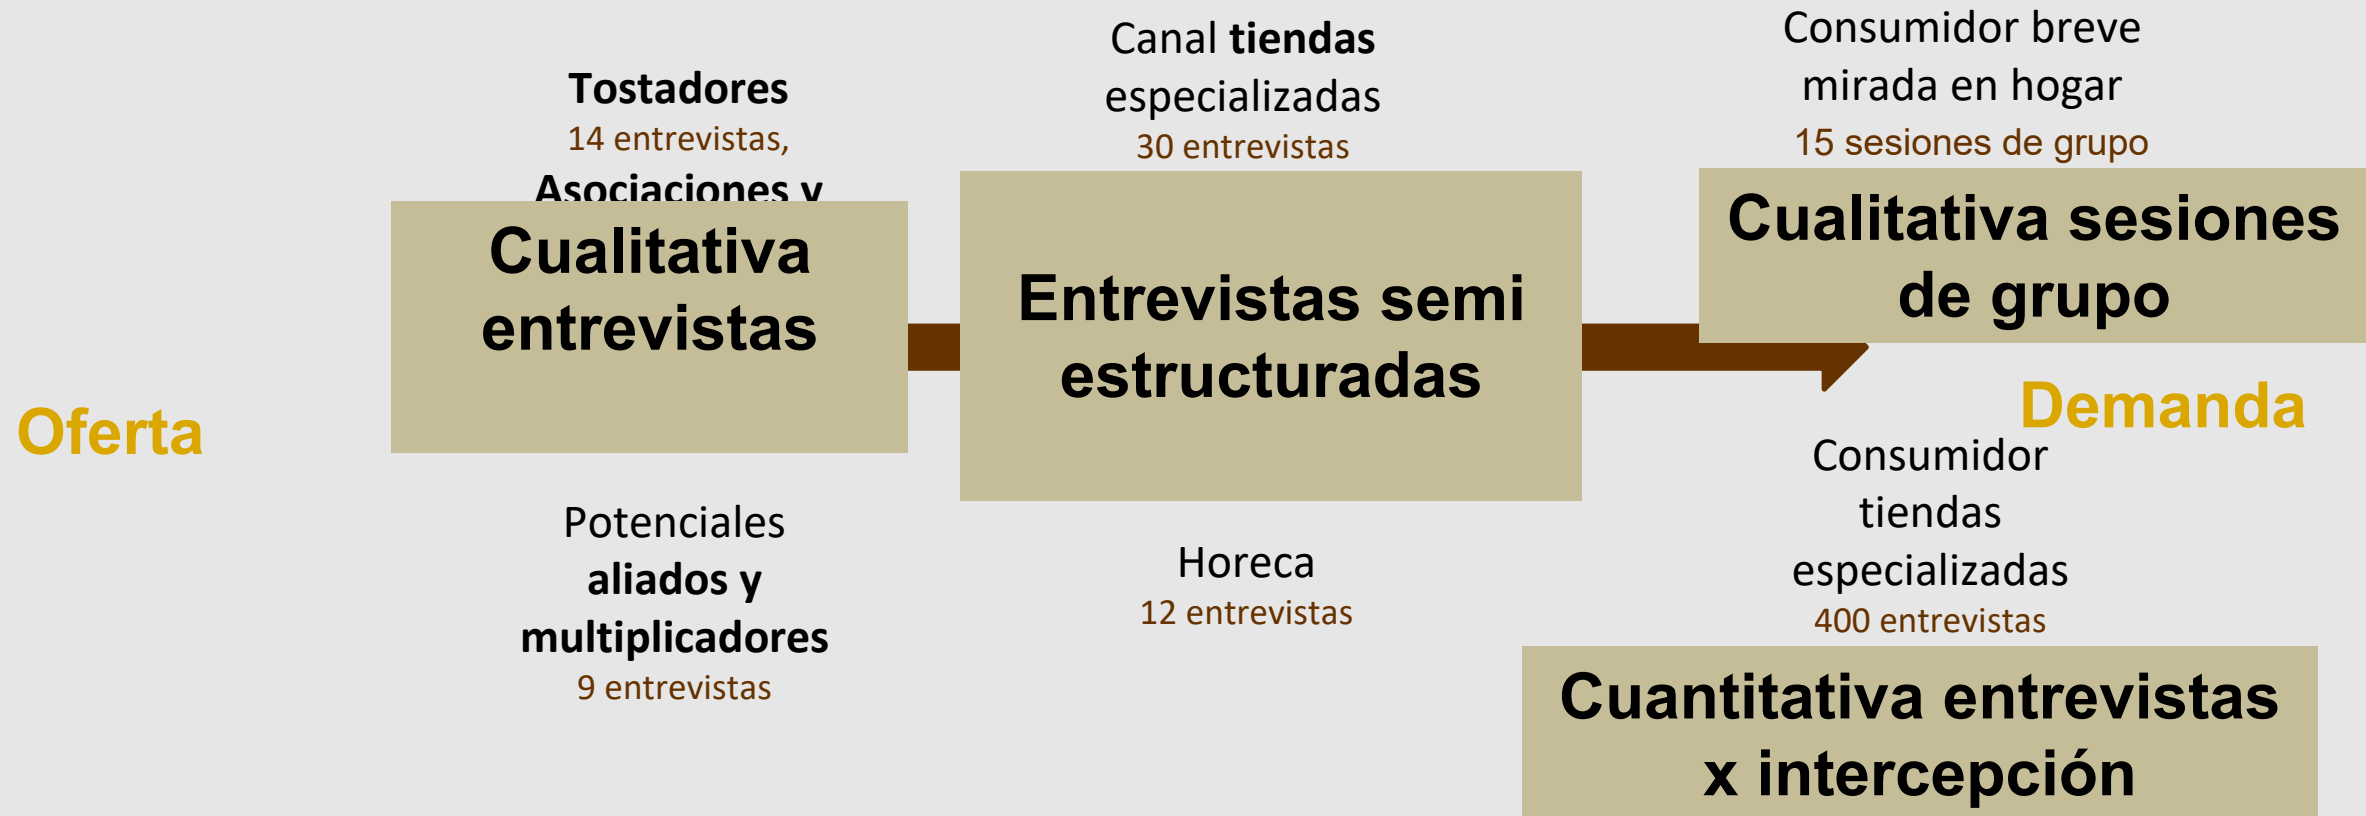 Oferta
Tostadores
14 entrevistas,
Asociaciones y
Cualitativa
entrevistas
Potenciales
aliados y
multiplicadores
9 entrevistas
Canal tiendas
especializadas
30 entrevistas
Entrevistas semi
estructuradas
Horeca
12 entrevistas
Consumidor breve
mirada en hogar
15 sesiones de grupo
Cualitativa sesiones
de grupo
Demanda
Consumidor
tiendas
especializadas
400 entrevistas
Cuantitativa entrevistas
x intercepción